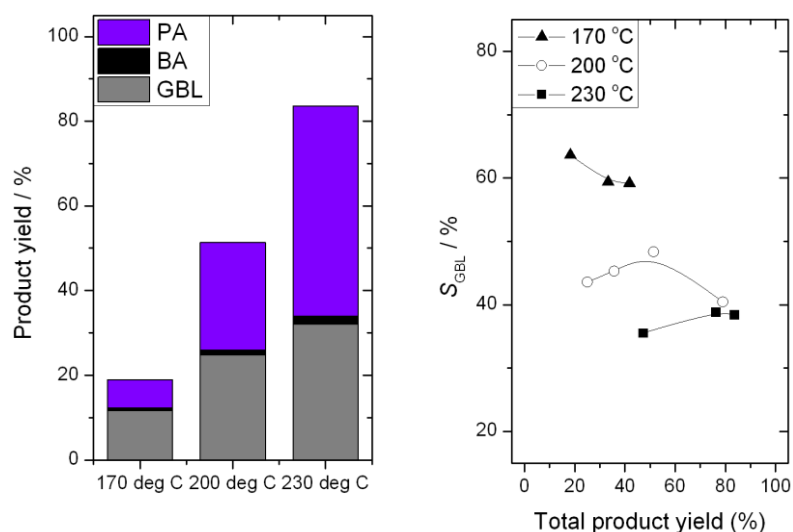 PA
BA
GBL
100
80
60
40
20
0
Product yield / %
170 deg C 200 deg C 230 deg C
170 °C
200 °C
230 °C
80
60
40
20
S GBL / %
0 20 40 60 80 100
Total product yield (%)